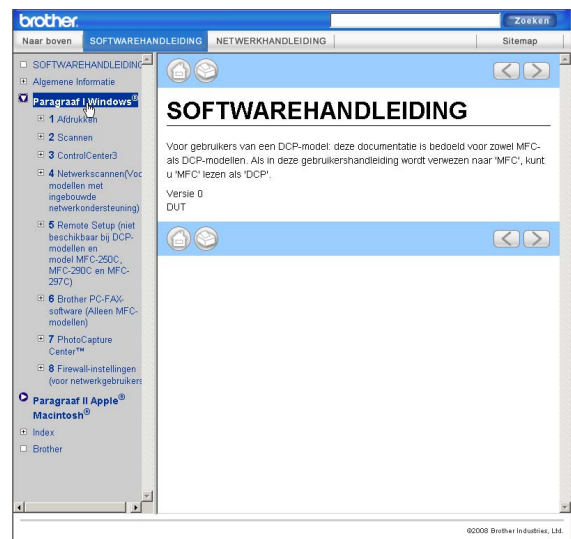 brother.
Zoeken
Naar boven
SOFTWAREHANDLEIDING
NETWERKHANDLEIDING
Sitemap
SOFTWAREHANDLEIDING
Algemene Informatie
Paragraaf I Windows®
1 Afdrukken
2 Scannen
3 ControlCenter3
4 Netwerkscannen(Voc
modellen met
ingebouwde
netwerkondersteuning)
5 Remote Setup (niet
beschikbaar bij DCP-
modellen en
model MFC-250C,
MFC-290C en MFC-
297C)
6 Brother PC-FAX-
software (Alleen MFC-
modellen)
7 PhotoCapture
Center™
8 Firewall-instellingen
(voor netwerkgebruikers
Paragraaf II Apple®
Macintosh®
Index
Brother
SOFTWAREHANDLEIDING
Voor gebruikers van een DCP-model: deze documentatie is bedoeld voor zowel MFC-
als DCP-modellen. Als in deze gebruikershandleiding wordt verwezen naar 'MFC', kunt
u 'MFC' lezen als 'DCP'.
Versie 0
DUT
©2008 Brother Industries, Ltd.